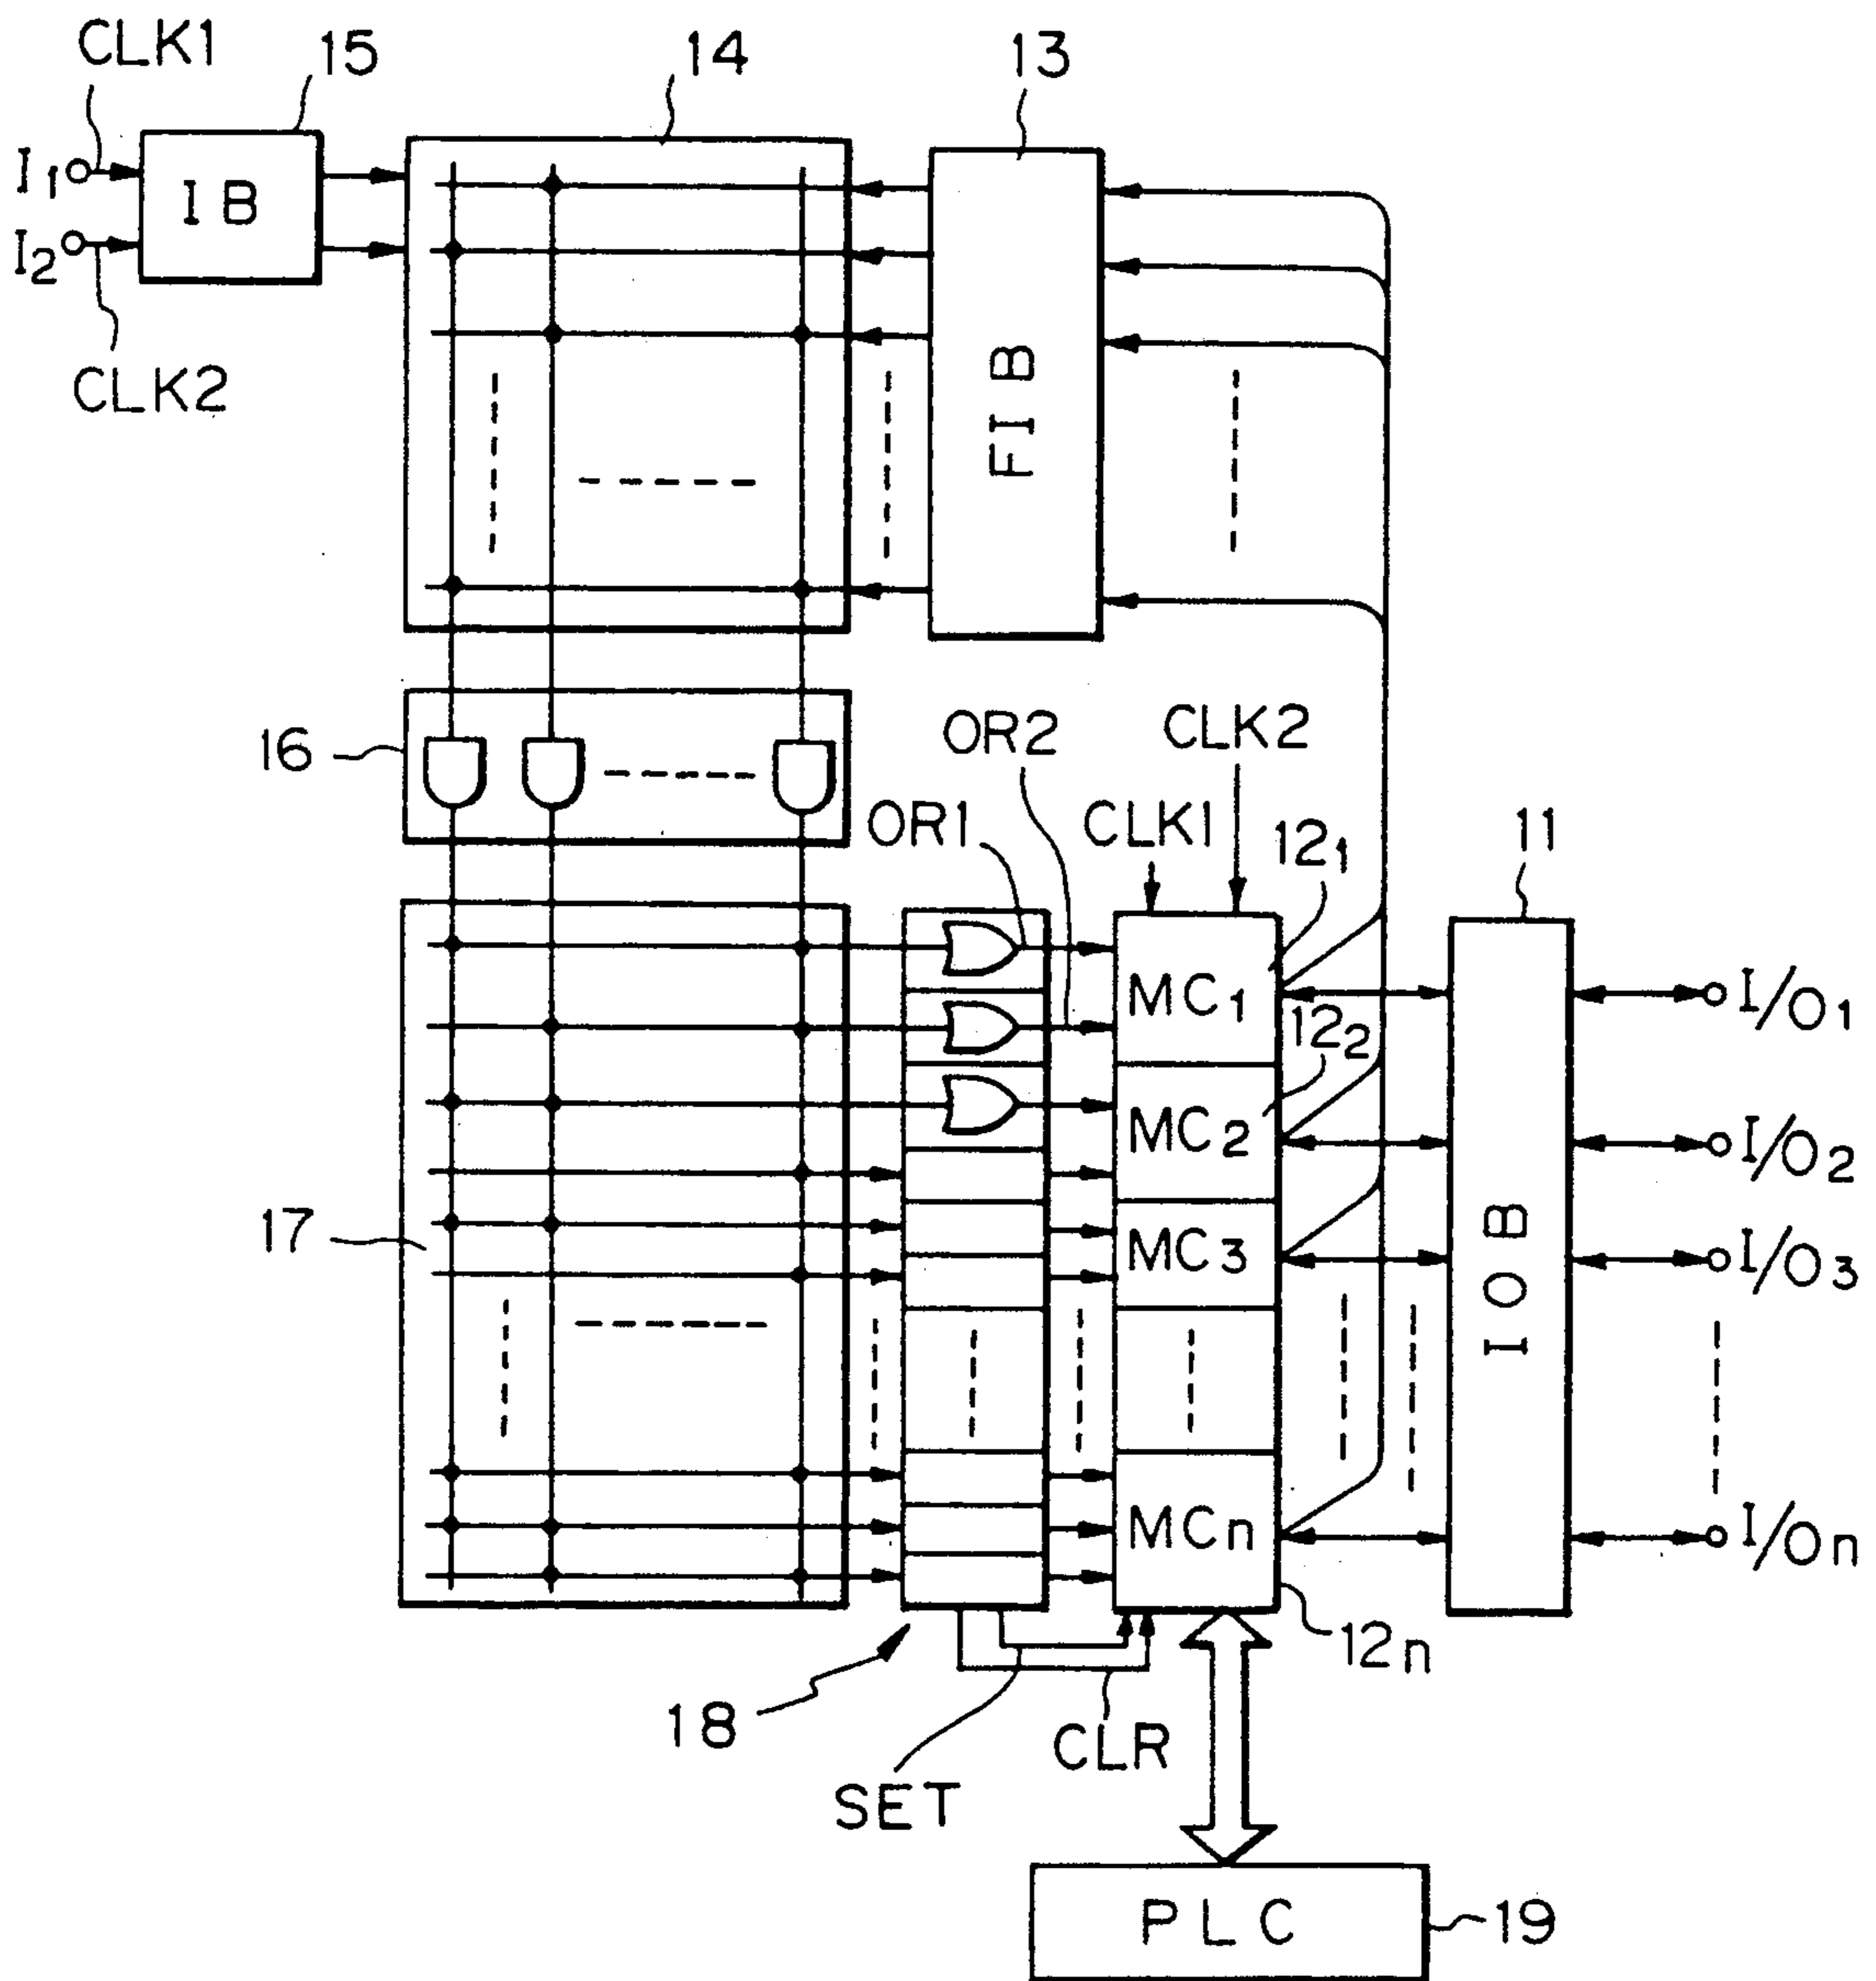 CLK1
15
14
13
I1
IB
I2
CLK2
FIB
16
OR2
CLK2
OR1
CLK1
121
11
MC1
I/O1
122
MC2
I/O2
17
MC3
I/O3
IOB
MCn
I/On
12n
18
CLR
SET
PLC
19